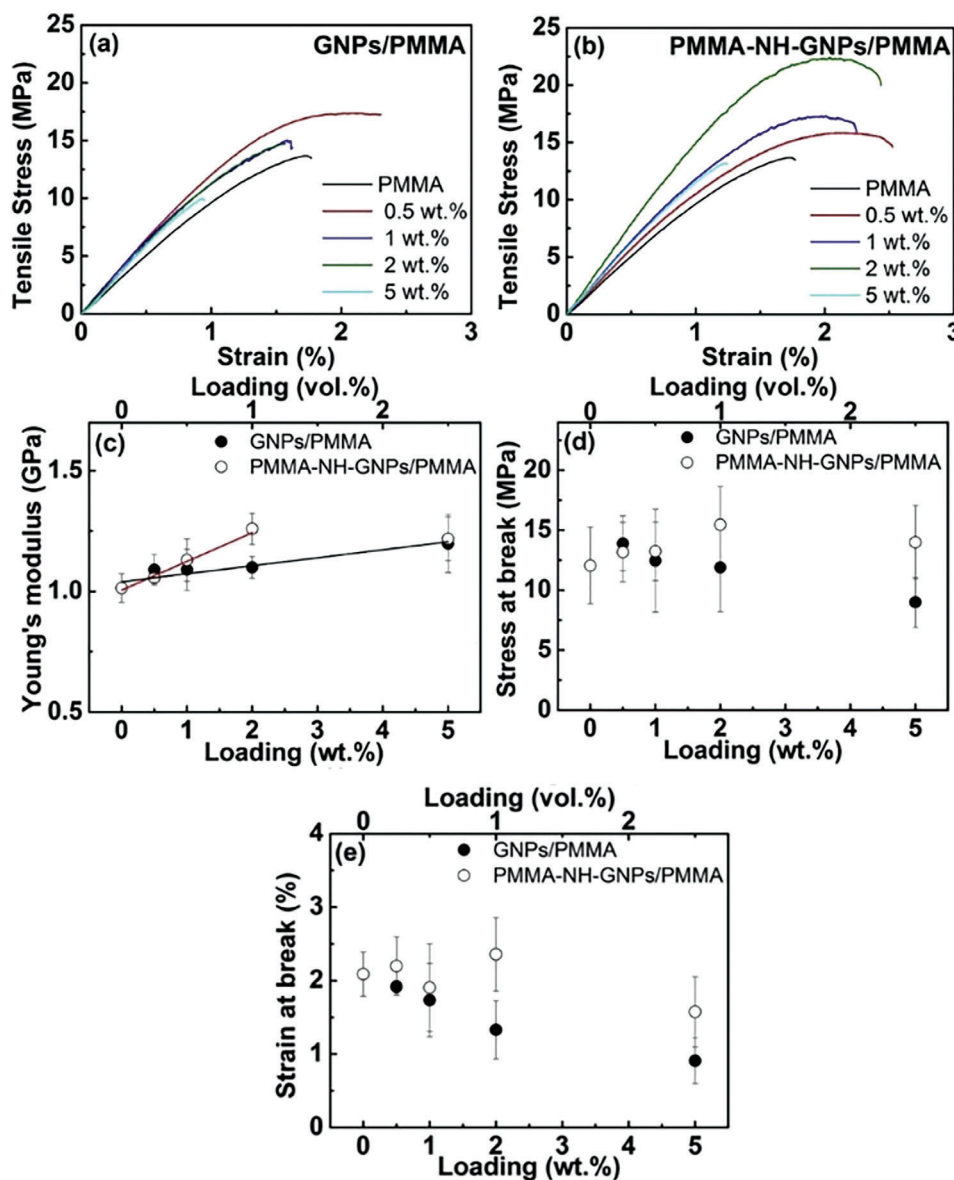 (a) GNPs/PMMA
Tensile Stress (MPa)
25
20
15
10
5
0
PMMA
0.5 wt.%
1 wt.%
2 wt.%
5 wt.%
0 1 2 3
Strain (%)
(b) PMMA-NH-GNPs/PMMA
Tensile Stress (MPa)
25
20
15
10
5
0
PMMA
0.5 wt.%
1 wt.%
2 wt.%
5 wt.%
0 1 2 3
Strain (%)
Loading (vol.%)
0 1 2
(c) GNPs/PMMA
PMMA-NH-GNPs/PMMA
Young's modulus (GPa)
1.5
1.0
0.5
0 1 2 3 4 5
Loading (wt.%)
Loading (vol.%)
0 1 2
(d) GNPs/PMMA
PMMA-NH-GNPs/PMMA
Stress at break (MPa)
20
15
10
5
0
0 1 2 3 4 5
Loading (wt.%)
Loading (vol.%)
0 1 2
(e) GNPs/PMMA
PMMA-NH-GNPs/PMMA
Strain at break (%)
4
3
2
1
0
0 1 2 3 4 5
Loading (wt.%)